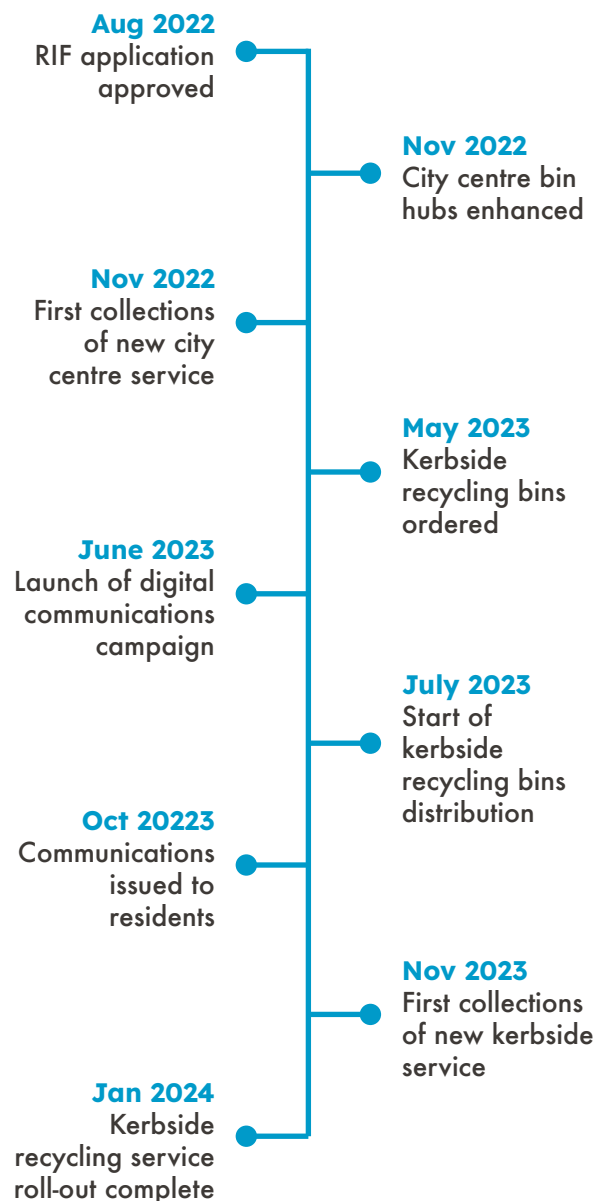 Aug 2022
RIF application
approved
Nov 2022
City centre bin
hubs enhanced
Nov 2022
First collections
of new city
centre service
May 2023
Kerbside
recycling bins
ordered
June 2023
Launch of digital
communications
campaign
July 2023
Start of
kerbside
recycling bins
distribution
Oct 20223
Communications
issued to
residents
Nov 2023
First collections
of new kerbside
service
Jan 2024
Kerbside
recycling service
roll-out complete